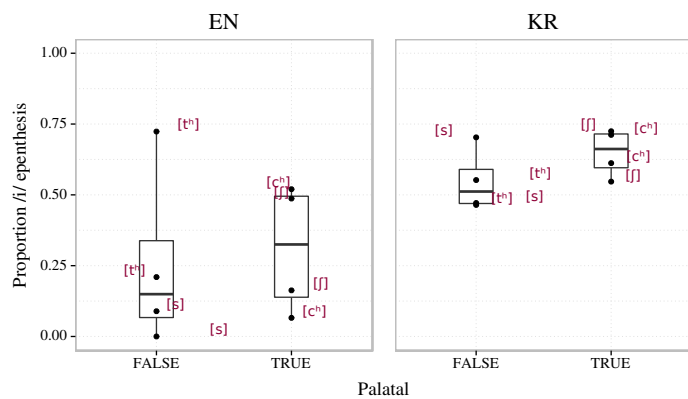 EN KR
1.00
[tʰ] [s] [ʃ] [cʰ]
0.75
[cʰ] [cʰ]
[ʃ] [tʰ] [ʃ]
0.50 [tʰ] [s]
[tʰ] [ʃ]
0.25
[s] [cʰ]
0.00 [s]
Proportion /i/ epenthesis
FALSE TRUE FALSE TRUE
Palatal